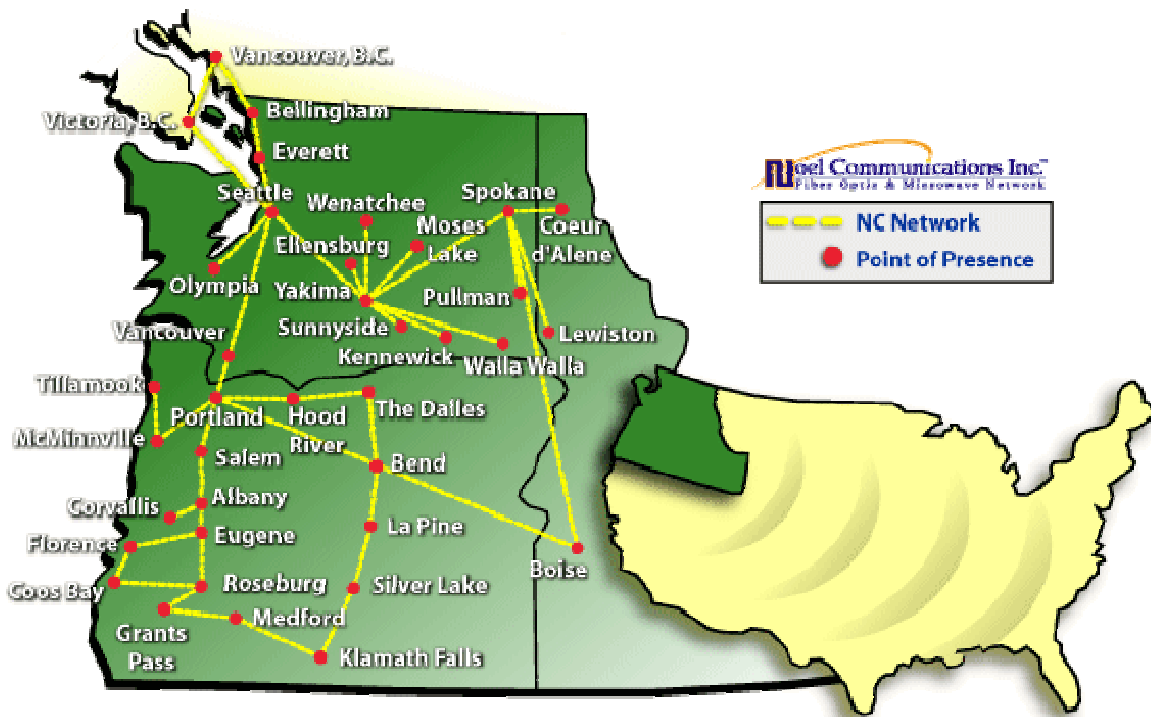 Vancouver, B.C.
Victoria, B.C.
Bellingham
Everett
Seattle
Wenatchee
Spokane
Moses
Lake
Coeur
d'Alene
Ellensburg
Olympia
Yakima
Pullman
Sunnyside
Kennewick
Walla Walla
Lewiston
Vancouver
Tillamook
Portland
Hood
River
The Dalles
McMinnville
Salem
Bend
Corvallis
Albany
Florence
Eugene
La Pine
Boise
Coos Bay
Roseburg
Silver Lake
Grants
Pass
Medford
Klamath Falls
Noel Communications Inc.™
Fiber Optic & Microwave Network
NC Network
Point of Presence